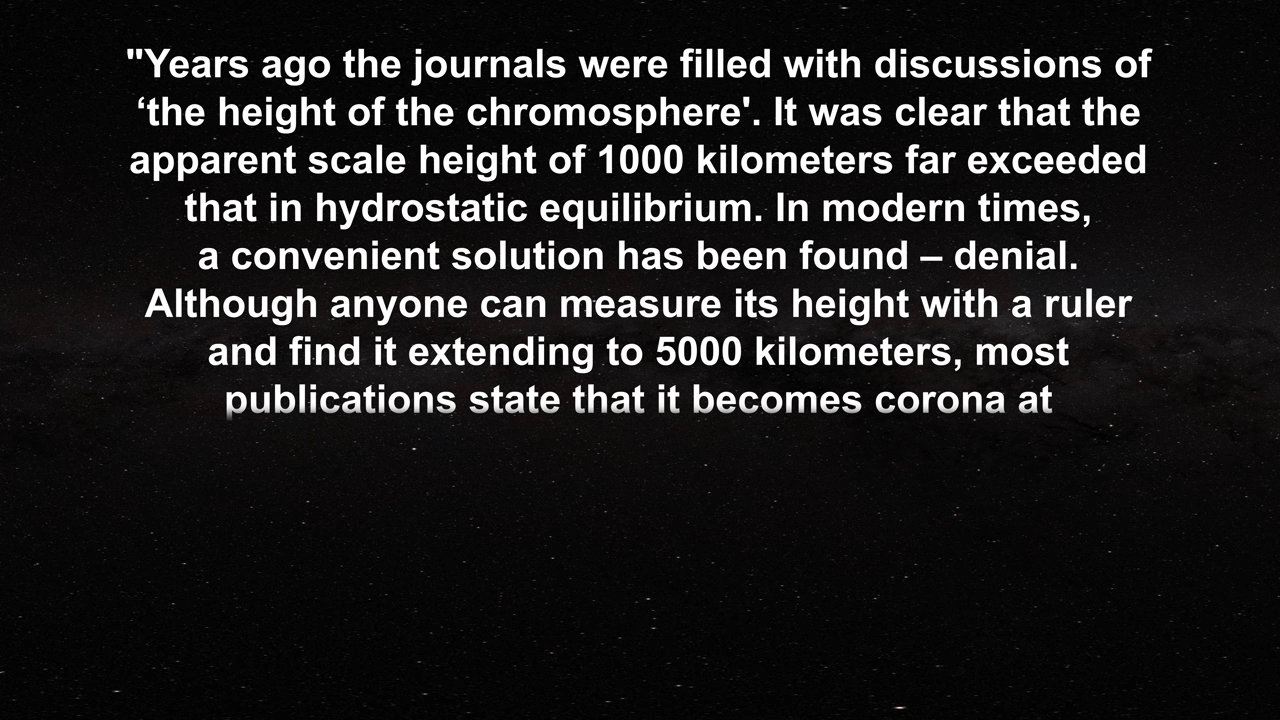 "Years ago the journals were filled with discussions of
‘the height of the chromosphere'. It was clear that the
apparent scale height of 1000 kilometers far exceeded
that in hydrostatic equilibrium. In modern times,
a convenient solution has been found – denial.
Although anyone can measure its height with a ruler
and find it extending to 5000 kilometers, most
publications state that it becomes corona at